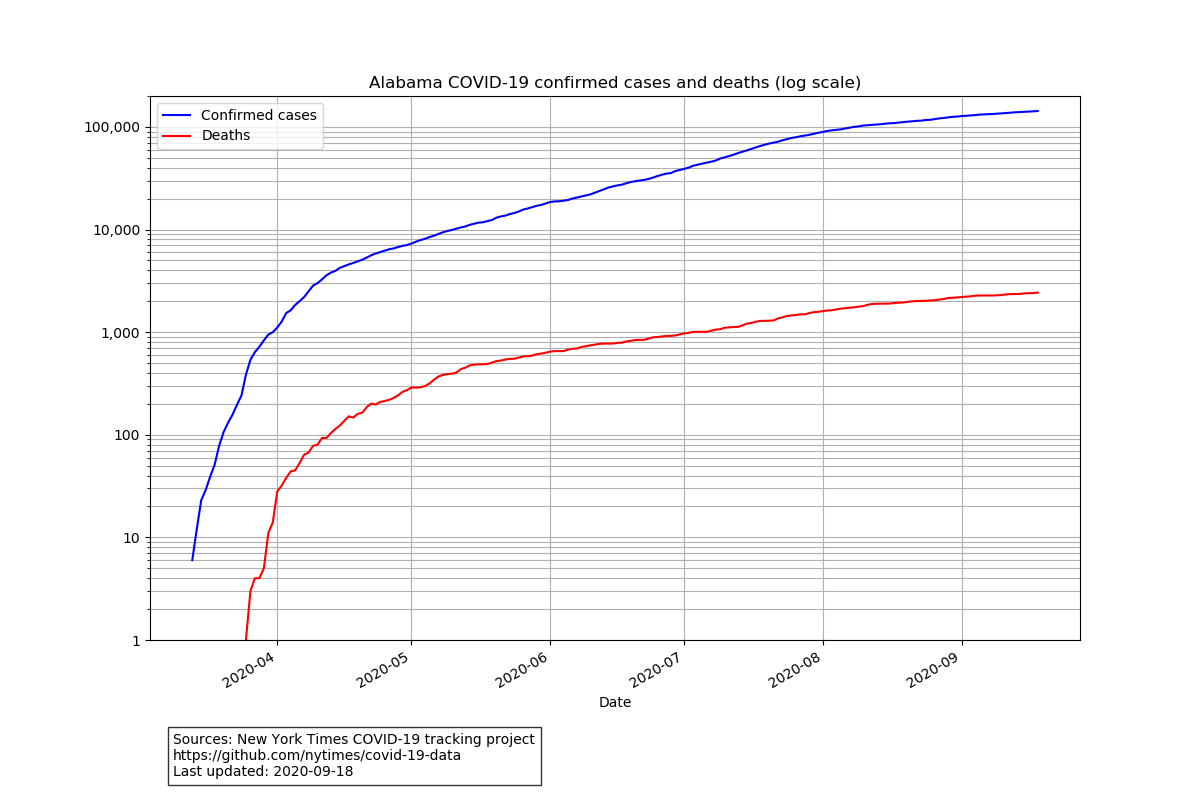 Alabama COVID-19 confirmed cases and deaths (log scale)
Confirmed cases
Deaths
100,000
10,000
1,000
100
10
1
2020-04
2020-05
2020-06
2020-07
2020-08
2020-09
Date
Sources: New York Times COVID-19 tracking project
https://github.com/nytimes/covid-19-data
Last updated: 2020-09-18